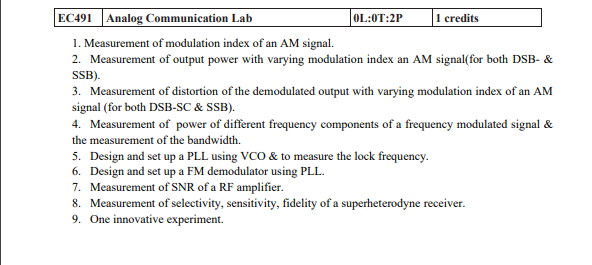 EC491 Analog Communication Lab 0L:0T:2P 1 credits
1. Measurement of modulation index of an AM signal.
2. Measurement of output power with varying modulation index an AM signal(for both DSB- &
SSB).
3. Measurement of distortion of the demodulated output with varying modulation index of an AM
signal (for both DSB-SC & SSB).
4. Measurement of power of different frequency components of a frequency modulated signal &
the measurement of the bandwidth.
5. Design and set up a PLL using VCO & to measure the lock frequency.
6. Design and set up a FM demodulator using PLL.
7. Measurement of SNR of a RF amplifier.
8. Measurement of selectivity, sensitivity, fidelity of a superheterodyne receiver.
9. One innovative experiment.